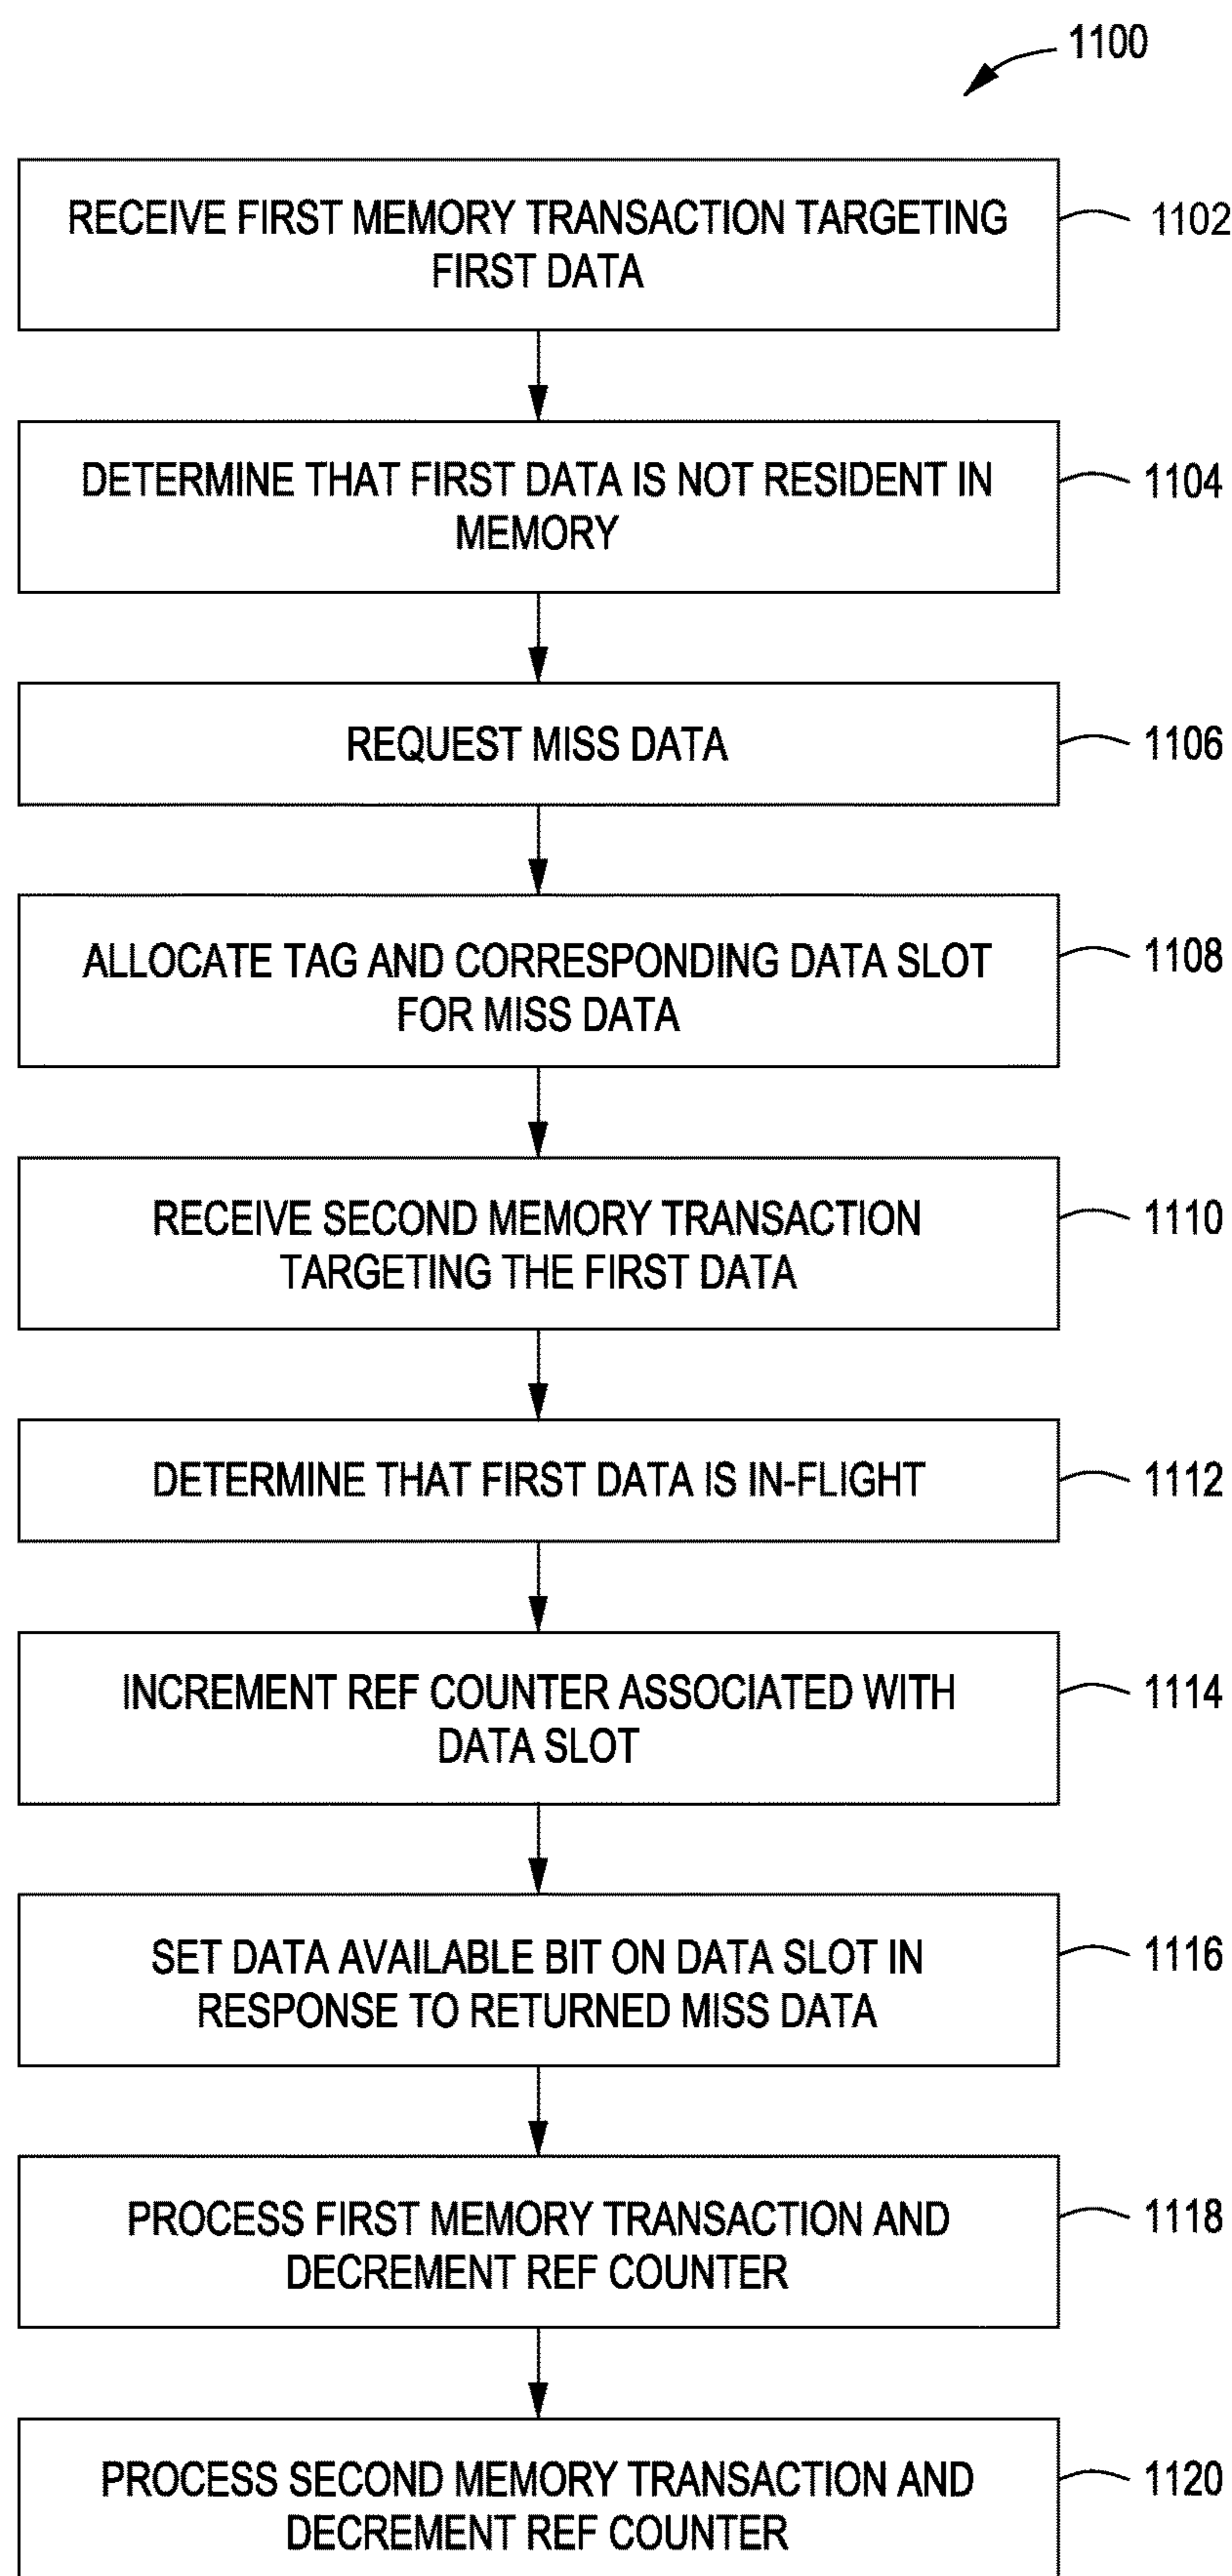 1100
RECEIVE FIRST MEMORY TRANSACTION TARGETING
FIRST DATA
1102
DETERMINE THAT FIRST DATA IS NOT RESIDENT IN
MEMORY
1104
REQUEST MISS DATA
1106
ALLOCATE TAG AND CORRESPONDING DATA SLOT
FOR MISS DATA
1108
RECEIVE SECOND MEMORY TRANSACTION
TARGETING THE FIRST DATA
1110
DETERMINE THAT FIRST DATA IS IN-FLIGHT
1112
INCREMENT REF COUNTER ASSOCIATED WITH
DATA SLOT
1114
SET DATA AVAILABLE BIT ON DATA SLOT IN
RESPONSE TO RETURNED MISS DATA
1116
PROCESS FIRST MEMORY TRANSACTION AND
DECREMENT REF COUNTER
1118
PROCESS SECOND MEMORY TRANSACTION AND
DECREMENT REF COUNTER
1120